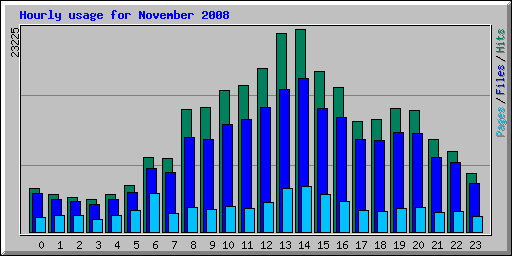 Hourly usage for November 2008
23225
Pages/Files/Hits
0 1 2 3 4 5 6 7 8 9 10 11 12 13 14 15 16 17 18 19 20 21 22 23